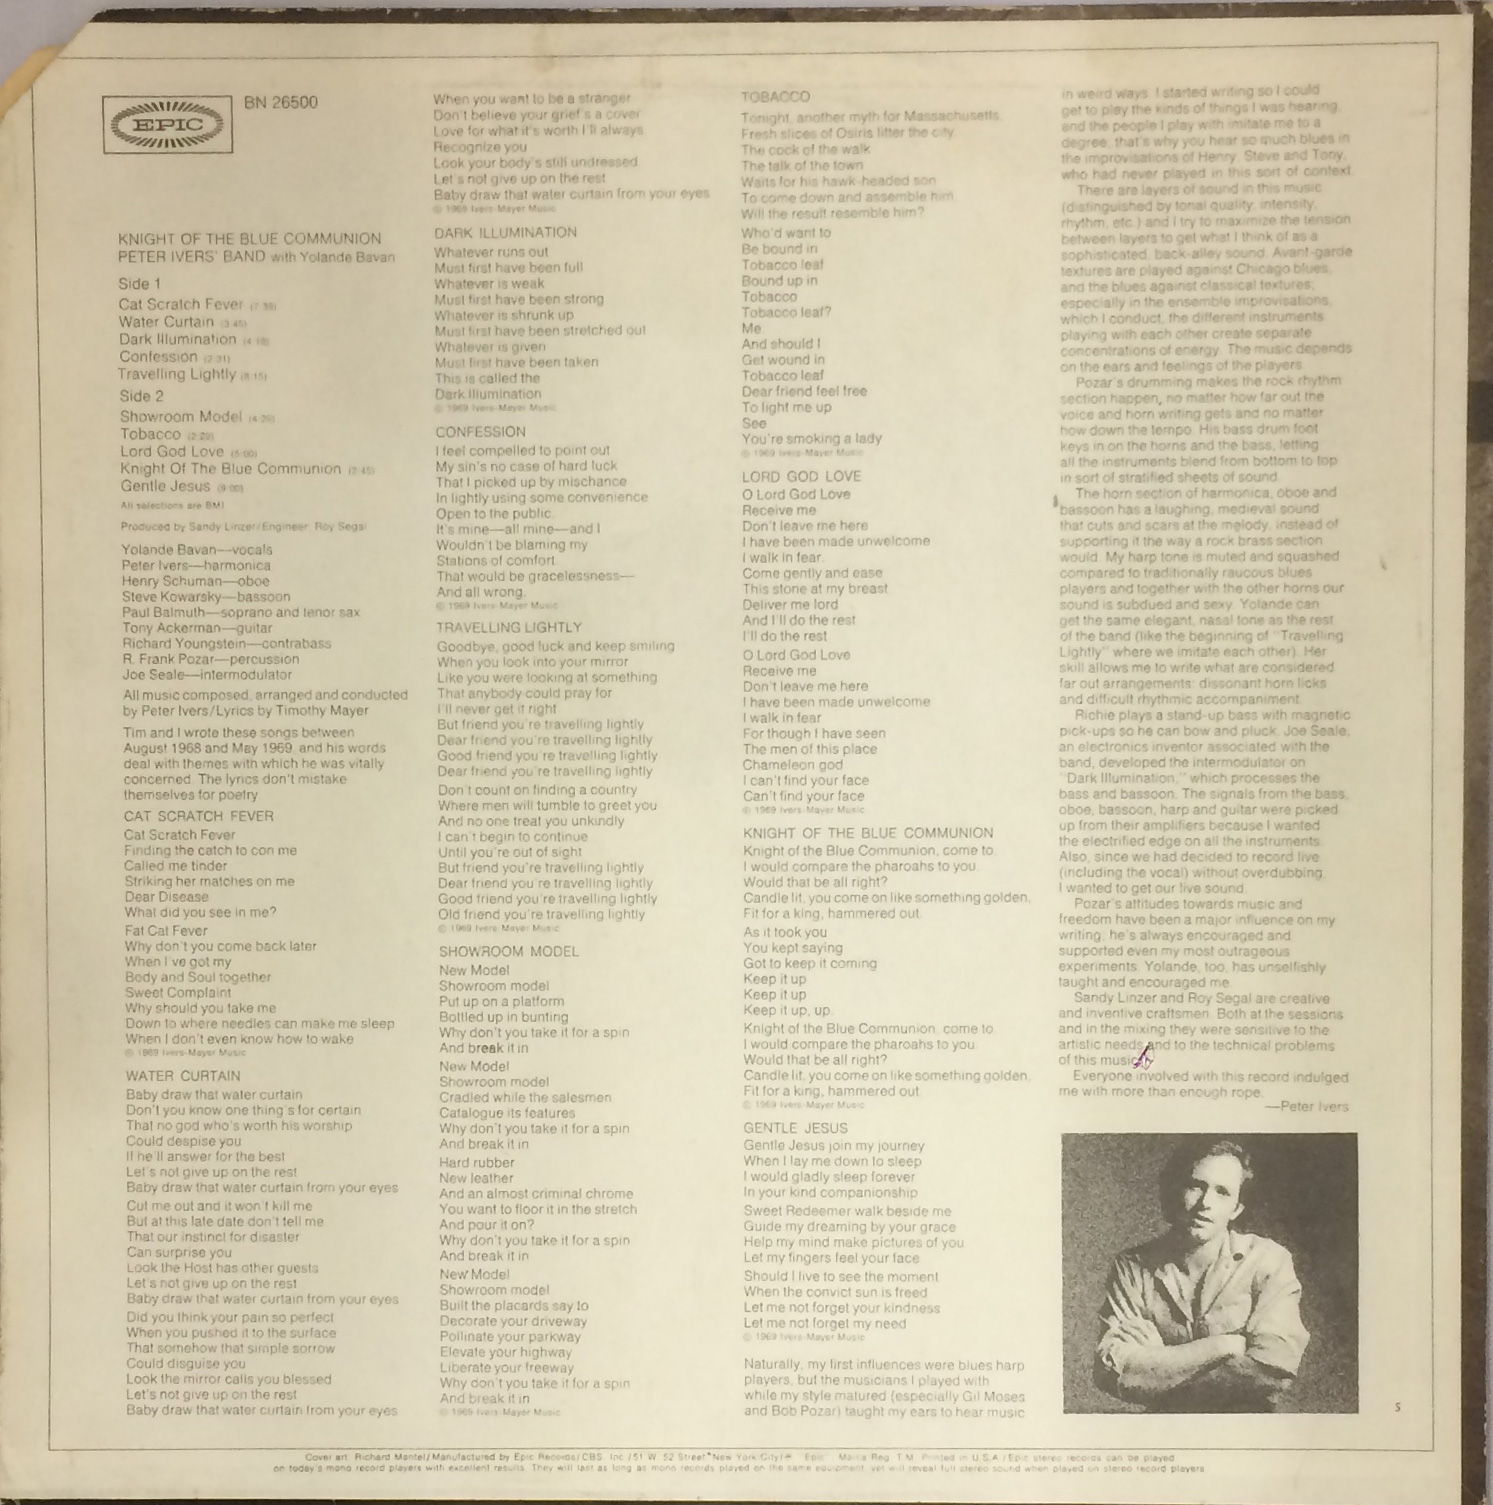 EPIC
BN 26500
KNIGHT OF THE BLUE COMMUNION
PETER IVERS' BAND with Yolande Bavan
Side 1
Cat Scratch Fever
Water Curtain (3:45)
Dark Illumination
Confession (2:31)
Travelling Lightly (8:15)
Side 2
Showroom Model
Tobacco
Lord God Love
Knight Of The Blue Communion
Gentle Jesus
All selections are BMI
Produced by Sandy Linzer/Engineer: Roy Segal
Yolande Bavan—vocals
Peter Ivers—harmonica
Henry Schuman—oboe
Steve Kowarsky—bassoon
Paul Balmuth—soprano and tenor sax
Tony Ackerman—guitar
Richard Youngstein—contrabass
R. Frank Pozar—percussion
Joe Seale—intermodulator
All music composed, arranged and conducted
by Peter Ivers/Lyrics by Timothy Mayer
Tim and I wrote these songs between
August 1968 and May 1969, and his words
deal with themes with which he was vitally
concerned. The lyrics don't mistake
themselves for poetry.
CAT SCRATCH FEVER
Cat Scratch Fever
Finding the catch to con me
Called me tinder
Striking her matches on me
Dear Disease
What did you see in me?
Fat Cat Fever
Why don't you come back later
When I've got my
Body and Soul together
Sweet Complaint
Why should you take me
Down to where needles can make me sleep
When I don't even know how to wake
© 1969 Ivers-Mayer Music
WATER CURTAIN
Baby draw that water curtain
Don't you know one thing's for certain
That no god who's worth his worship
Could despise you
If he'll answer for the best
Let's not give up on the rest
Baby draw that water curtain from your eyes
Cut me out and it won't kill me
But at this late date don't tell me
That our instinct for disaster
Can surprise you
Look the Host has other guests
Let's not give up on the rest
Baby draw that water curtain from your eyes
Did you think your pain so perfect
When you pushed it to the surface
That somehow that simple sorrow
Could disguise you
Look the mirror calls you blessed
Let's not give up on the rest
Baby draw that water curtain from your eyes
When you want to be a stranger
Don't believe your grief's a cover
Love for what it's worth I'll always
Recognize you
Look your body's still undressed
Let's not give up on the rest
Baby draw that water curtain from your eyes
© 1969 Ivers-Mayer Music
DARK ILLUMINATION
Whatever runs out
Must first have been full
Whatever is weak
Must first have been strong
Whatever is shrunk up
Must first have been stretched out
Whatever is given
Must first have been taken
This is called the
Dark Illumination
© 1969 Ivers-Mayer Music
CONFESSION
I feel compelled to point out
My sin's no case of hard luck
That I picked up by mischance
In lightly using some convenience
Open to the public.
It's mine—all mine—and I
Wouldn't be blaming my
Stations of comfort.
That would be gracelessness—
And all wrong.
© 1969 Ivers-Mayer Music
TRAVELLING LIGHTLY
Goodbye, good luck and keep smiling
When you look into your mirror
Like you were looking at something
That anybody could pray for
I'll never get it right
But friend you're travelling lightly
Dear friend you're travelling lightly
Good friend you're travelling lightly
Dear friend you're travelling lightly
Don't count on finding a country
Where men will tumble to greet you
And no one treat you unkindly
I can't begin to continue
Until you're out of sight
But friend you're travelling lightly
Dear friend you're travelling lightly
Good friend you're travelling lightly
Old friend you're travelling lightly
© 1969 Ivers-Mayer Music
SHOWROOM MODEL
New Model
Showroom model
Put up on a platform
Bottled up in bunting
Why don't you take it for a spin
And break it in
New Model
Showroom model
Cradled while the salesmen
Catalogue its features
Why don't you take it for a spin
And break it in
Hard rubber
New leather
And an almost criminal chrome
You want to floor it in the stretch
And pour it on?
Why don't you take it for a spin
And break it in
New Model
Showroom model
Built the placards say to
Decorate your driveway
Pollinate your parkway
Elevate your highway
Liberate your freeway
Why don't you take it for a spin
And break it in
© 1969 Ivers-Mayer Music
TOBACCO
Tonight, another myth for Massachusetts.
Fresh slices of Osiris litter the city.
The cock of the walk
The talk of the town
Waits for his hawk-headed son
To come down and assemble him.
Will the result resemble him?
Who'd want to
Be bound in
Tobacco leaf
Bound up in
Tobacco
Tobacco leaf?
Me
And should I
Get wound in
Tobacco leaf
Dear friend feel free
To light me up
See
You're smoking a lady
© 1969 Ivers-Mayer Music
LORD GOD LOVE
O Lord God Love
Receive me
Don't leave me here
I have been made unwelcome
I walk in fear.
Come gently and ease
This stone at my breast
Deliver me lord
And I'll do the rest
I'll do the rest
O Lord God Love
Receive me
Don't leave me here
I have been made unwelcome
I walk in fear
For though I have seen
The men of this place
Chameleon god
I can't find your face
Can't find your face
© 1969 Ivers-Mayer Music
KNIGHT OF THE BLUE COMMUNION
Knight of the Blue Communion, come to.
I would compare the pharoahs to you.
Would that be all right?
Candle lit, you come on like something golden,
Fit for a king, hammered out.
As it took you
You kept saying
Got to keep it coming
Keep it up
Keep it up
Keep it up, up.
Knight of the Blue Communion, come to.
I would compare the pharoahs to you.
Would that be all right?
Candle lit, you come on like something golden,
Fit for a king, hammered out.
© 1969 Ivers-Mayer Music
GENTLE JESUS
Gentle Jesus join my journey
When I lay me down to sleep
I would gladly sleep forever
In your kind companionship
Sweet Redeemer walk beside me
Guide my dreaming by your grace
Help my mind make pictures of you
Let my fingers feel your face
Should I live to see the moment
When the convict sun is freed
Let me not forget your kindness
Let me not forget my need
© 1969 Ivers-Mayer Music
Naturally, my first influences were blues harp
players, but the musicians I played with
while my style matured (especially Gil Moses
and Bob Pozar) taught my ears to hear music
in weird ways. I started writing so I could
get to play the kinds of things I was hearing,
and the people I play with imitate me to a
degree; that's why you hear so much blues in
the improvisations of Henry, Steve and Tony,
who had never played in this sort of context.
There are layers of sound in this music
(distinguished by tonal quality, intensity,
rhythm, etc.) and I try to maximize the tension
between layers to get what I think of as a
sophisticated, back-alley sound. Avant-garde
textures are played against Chicago blues,
and the blues against classical textures;
especially in the ensemble improvisations,
which I conduct, the different instruments
playing with each other create separate
concentrations of energy. The music depends
on the ears and feelings of the players.
Pozar's drumming makes the rock rhythm
section happen, no matter how far out the
voice and horn writing gets and no matter
how down the tempo. His bass drum foot
keys in on the horns and the bass, letting
all the instruments blend from bottom to top
in sort of stratified sheets of sound.
The horn section of harmonica, oboe and
bassoon has a laughing, medieval sound
that cuts and scars at the melody, instead of
supporting it the way a rock brass section
would. My harp tone is muted and squashed
compared to traditionally raucous blues
players and together with the other horns our
sound is subdued and sexy. Yolande can
get the same elegant, nasal tone as the rest
of the band (like the beginning of "Travelling
Lightly" where we imitate each other). Her
skill allows me to write what are considered
far out arrangements: dissonant horn licks
and difficult rhythmic accompaniment.
Richie plays a stand-up bass with magnetic
pick-ups so he can bow and pluck. Joe Seale,
an electronics inventor associated with the
band, developed the intermodulator on
"Dark Illumination," which processes the
bass and bassoon. The signals from the bass,
oboe, bassoon, harp and guitar were picked
up from their amplifiers because I wanted
the electrified edge on all the instruments.
Also, since we had decided to record live
(including the vocal) without overdubbing,
I wanted to get our live sound.
Pozar's attitudes towards music and
freedom have been a major influence on my
writing; he's always encouraged and
supported even my most outrageous
experiments. Yolande, too, has unselfishly
taught and encouraged me.
Sandy Linzer and Roy Segal are creative
and inventive craftsmen. Both at the sessions
and in the mixing they were sensitive to the
artistic needs and to the technical problems
of this music.
Everyone involved with this record indulged
me with more than enough rope.
—Peter Ivers
S
Cover art: Richard Mantel/Manufactured by Epic Records/CBS, Inc./51 W. 52 Street/New York City/® "Epic", Marca Reg. T.M. Printed in U.S.A./Epic stereo records can be played
on today's mono record players with excellent results. They will last as long as mono records played on the same equipment, yet will reveal full stereo sound when played on stereo record players.